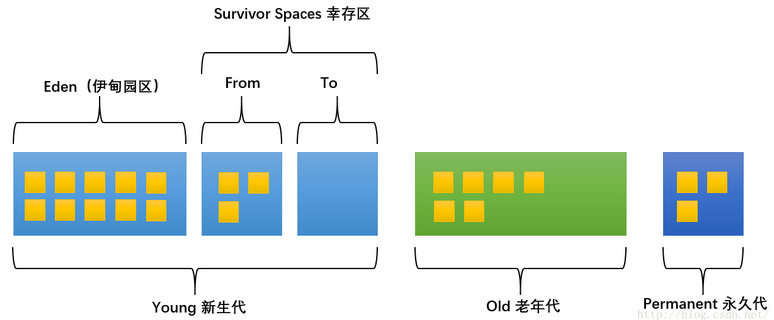 Survivor Spaces 幸存区
Eden（伊甸园区）
From
To
Young 新生代
Old 老年代
Permanent 永久代
http://blog.csdn.net/